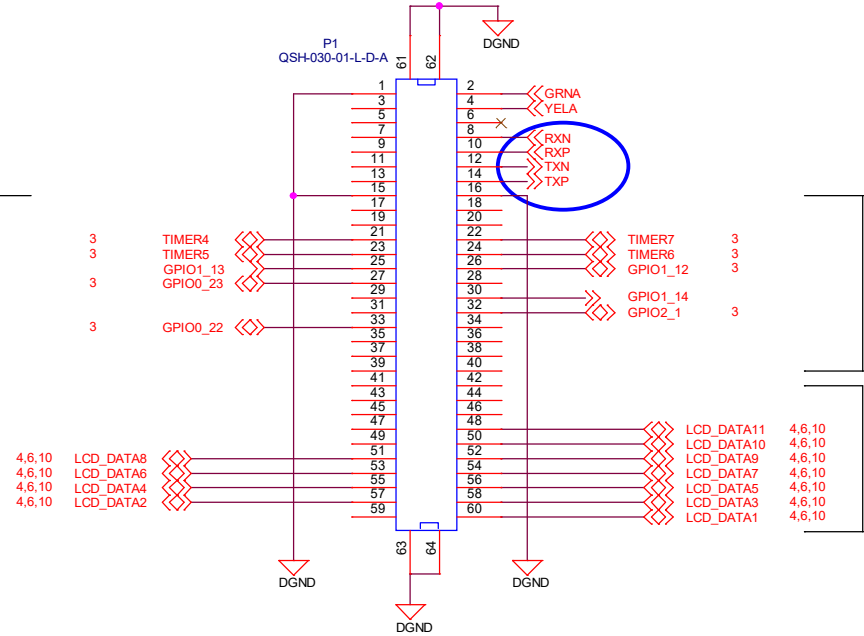 DGND
P1
QSH-030-01-L-D-A
61 62
1 2 GRNA
3 4 YELA
5 6
7 8 RXN
9 10 RXP
11 12 TXN
13 14 TXP
15 16
17 18
19 20
3 TIMER4 21 22 TIMER7 3
3 TIMER5 23 24 TIMER6 3
GPIO1_13 25 26 GPIO1_12 3
3 GPIO0_23 27 28
29 30 GPIO1_14
31 32 GPIO2_1 3
3 GPIO0_22 33 34
35 36
37 38
39 40
41 42
43 44
45 46
47 48 LCD_DATA11 4,6,10
49 50 LCD_DATA10 4,6,10
4,6,10 LCD_DATA8 51 52 LCD_DATA9 4,6,10
4,6,10 LCD_DATA6 53 54 LCD_DATA7 4,6,10
4,6,10 LCD_DATA4 55 56 LCD_DATA5 4,6,10
4,6,10 LCD_DATA2 57 58 LCD_DATA3 4,6,10
59 60 LCD_DATA1 4,6,10
63 64
DGND DGND
DGND